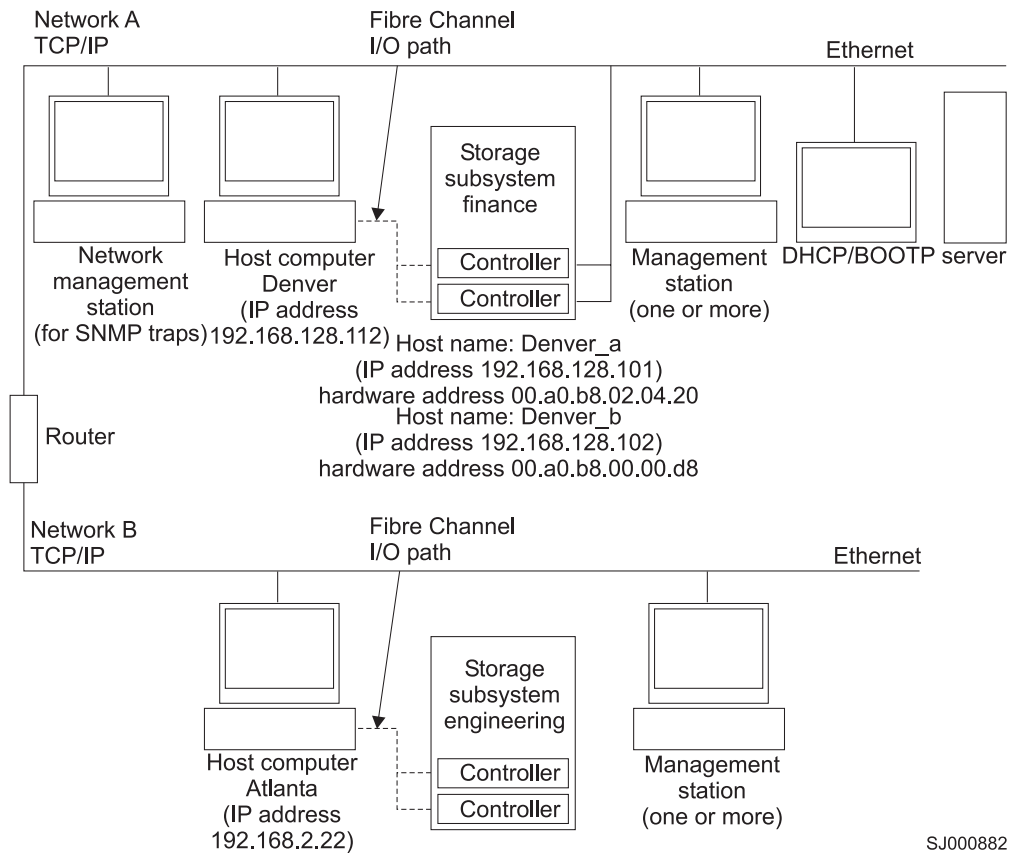 Network A
TCP/IP
Fibre Channel
I/O path
Ethernet
Storage
subsystem
finance
Controller
Controller
Network
management
station
(for SNMP traps)
Host computer
Denver
(IP address
192.168.128.112)
Management
station
(one or more)
DHCP/BOOTP server
Host name: Denver_a
(IP address 192.168.128.101)
hardware address 00.a0.b8.02.04.20
Host name: Denver_b
(IP address 192.168.128.102)
hardware address 00.a0.b8.00.00.d8
Router
Network B
TCP/IP
Fibre Channel
I/O path
Ethernet
Storage
subsystem
engineering
Controller
Controller
Host computer
Atlanta
(IP address
192.168.2.22)
Management
station
(one or more)
SJ000882